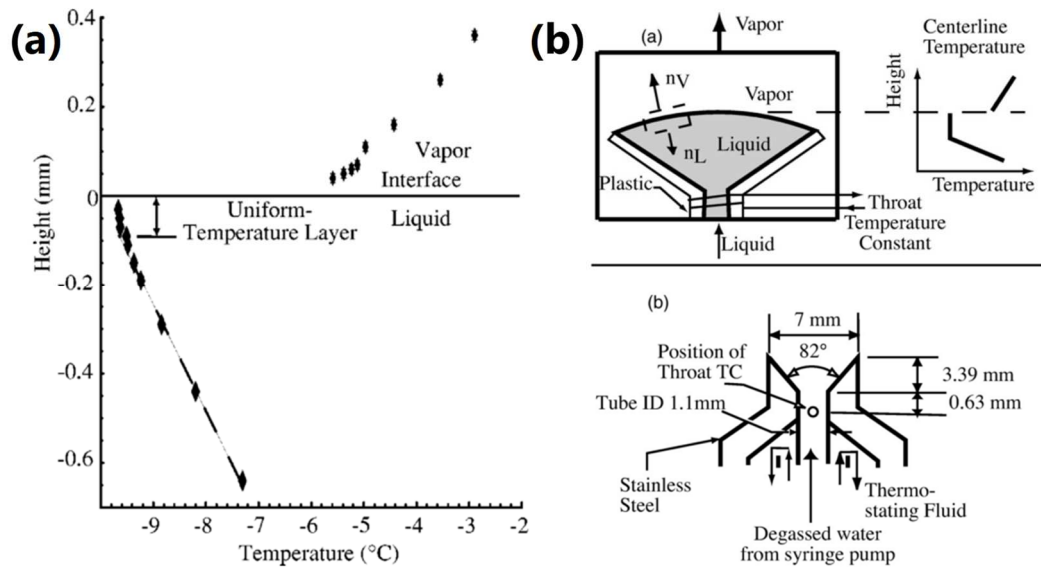 (a)
0.4
0.2
0
-0.2
-0.4
-0.6
Height (mm)
Vapor
Interface
Liquid
Uniform-
Temperature Layer
-9
-8
-7
-6
-5
-4
-3
-2
Temperature (°C)
(b)
(a)
Vapor
nV
Vapor
nL
Liquid
Plastic
Liquid
Throat
Temperature
Constant
Centerline
Temperature
Height
Temperature
(b)
7 mm
82°
Position of
Throat TC
Tube ID 1.1mm
3.39 mm
0.63 mm
Stainless
Steel
Thermo-
stating Fluid
Degassed water
from syringe pump